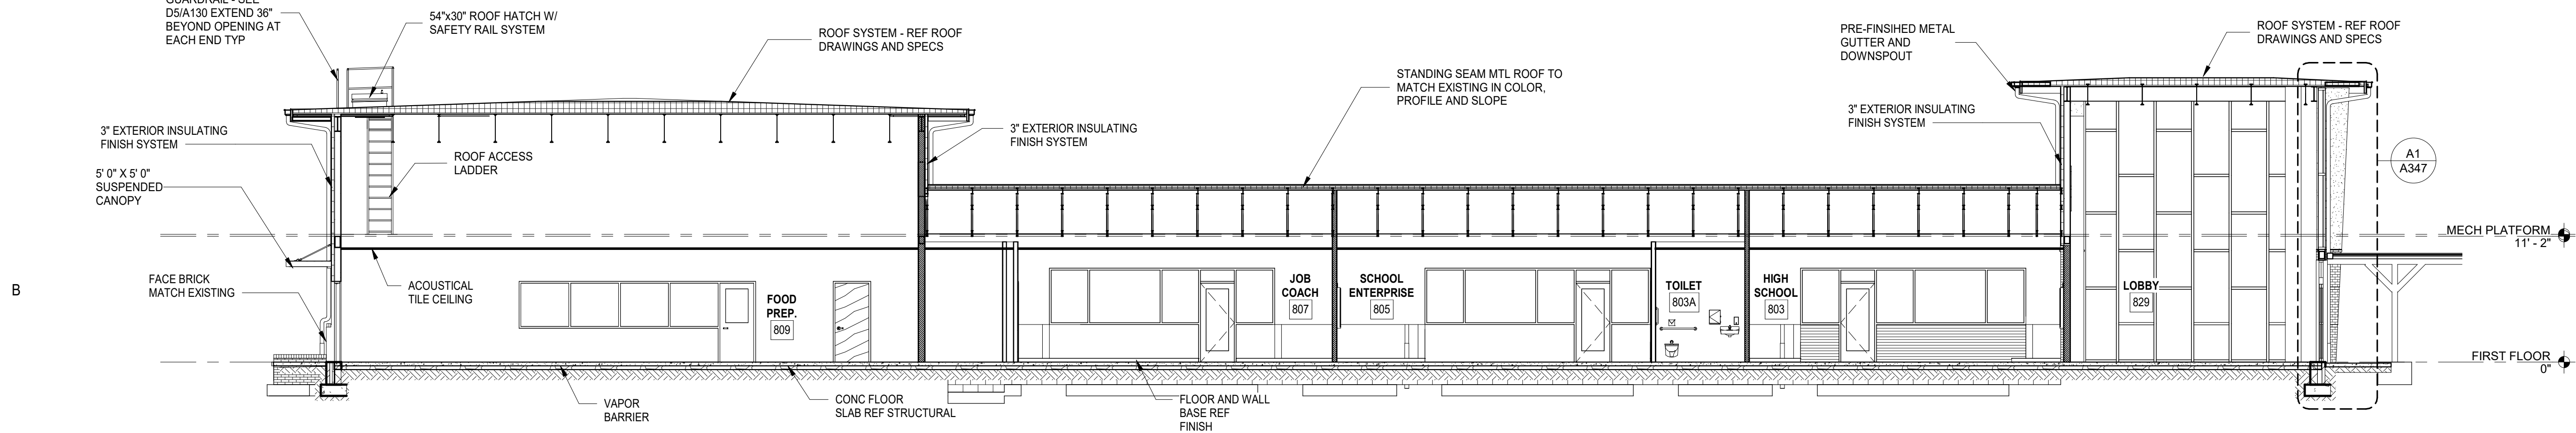 GUARDRAIL - SEE
D5/A130 EXTEND 36"
BEYOND OPENING AT
EACH END TYP
54"x30" ROOF HATCH W/
SAFETY RAIL SYSTEM
ROOF SYSTEM - REF ROOF
DRAWINGS AND SPECS
STANDING SEAM MTL ROOF TO
MATCH EXISTING IN COLOR,
PROFILE AND SLOPE
PRE-FINSIHED METAL
GUTTER AND
DOWNSPOUT
ROOF SYSTEM - REF ROOF
DRAWINGS AND SPECS
3" EXTERIOR INSULATING
FINISH SYSTEM
ROOF ACCESS
LADDER
3" EXTERIOR INSULATING
FINISH SYSTEM
3" EXTERIOR INSULATING
FINISH SYSTEM
A1
A347
5' 0" X 5' 0"
SUSPENDED
CANOPY
MECH PLATFORM
11' - 2"
B
FACE BRICK
MATCH EXISTING
ACOUSTICAL
TILE CEILING
FOOD
PREP.
809
JOB
COACH
807
SCHOOL
ENTERPRISE
805
TOILET
803A
HIGH
SCHOOL
803
LOBBY
829
FIRST FLOOR
0"
VAPOR
BARRIER
CONC FLOOR
SLAB REF STRUCTURAL
FLOOR AND WALL
BASE REF
FINISH